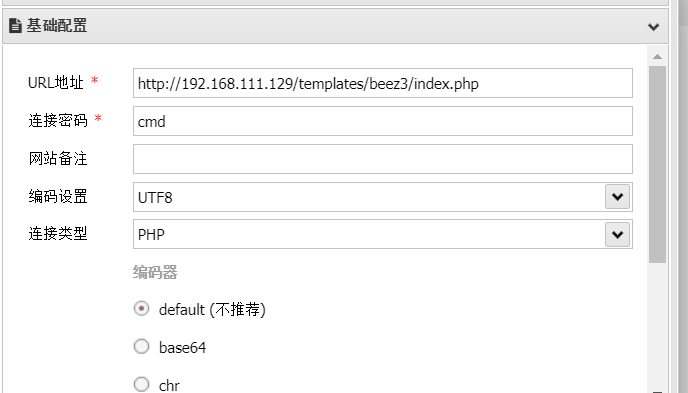 基础配置
URL地址 *
http://192.168.111.129/templates/beez3/index.php
连接密码 *
cmd
网站备注
编码设置
UTF8
连接类型
PHP
编码器
default (不推荐)
base64
chr